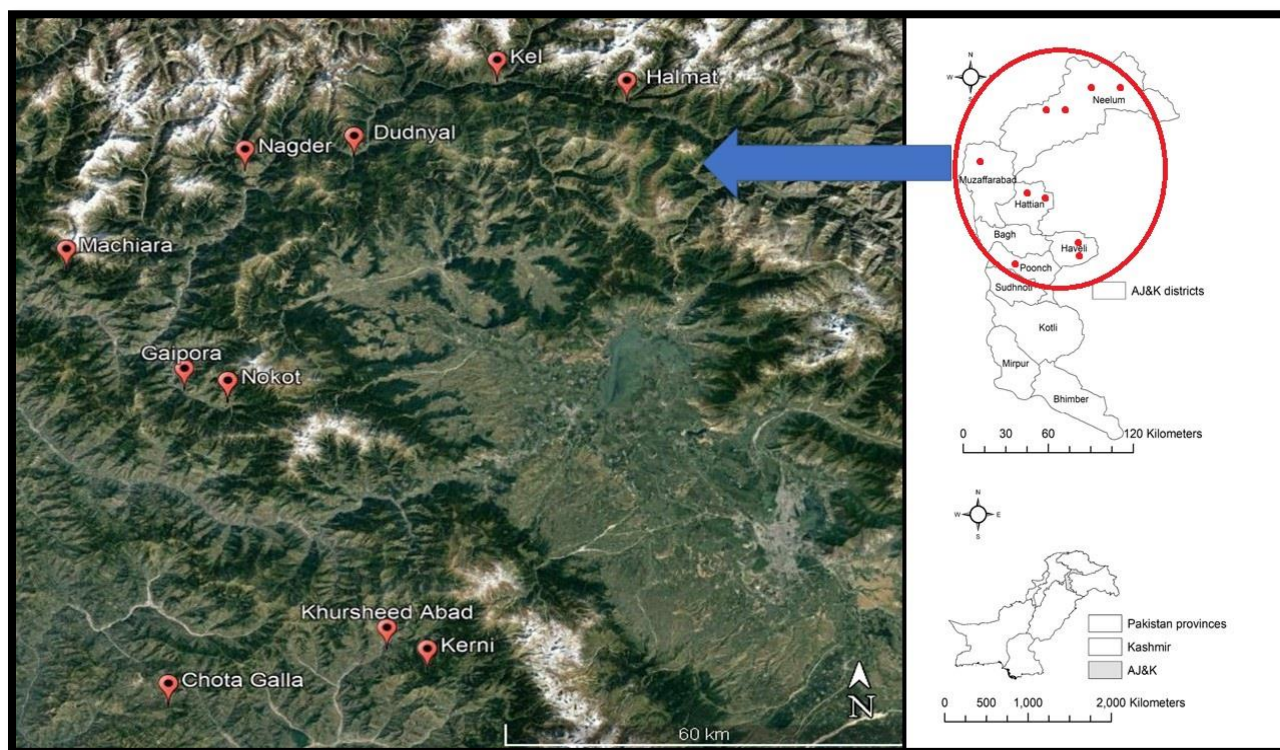 Kel
Halmat
Dudnyal
Nagder
Machiara
Gaipora
Nokot
Khursheed Abad
Kerni
Chota Galla
N
60 km
N
W
S
Neelum
Muzaffarabad
Hattian
Bagh
Haveli
Poonch
Sudhnoti
AJ&K districts
Kotli
Mirpur
Bhimber
0 30 60 120 Kilometers
N
W E
S
Pakistan provinces
Kashmir
AJ&K
0 500 1,000 2,000 Kilometers